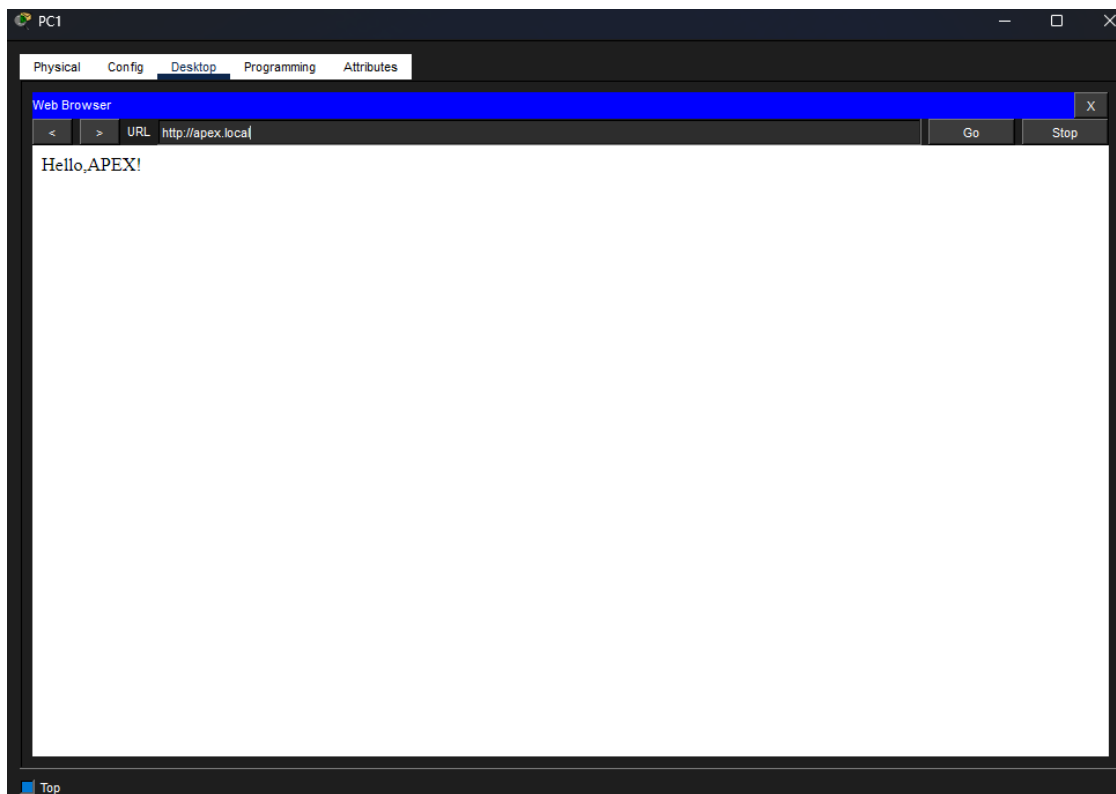 PC1
Physical Config Desktop Programming Attributes
Web Browser X
< > URL http://apex.local Go Stop
Hello,APEX!
Top